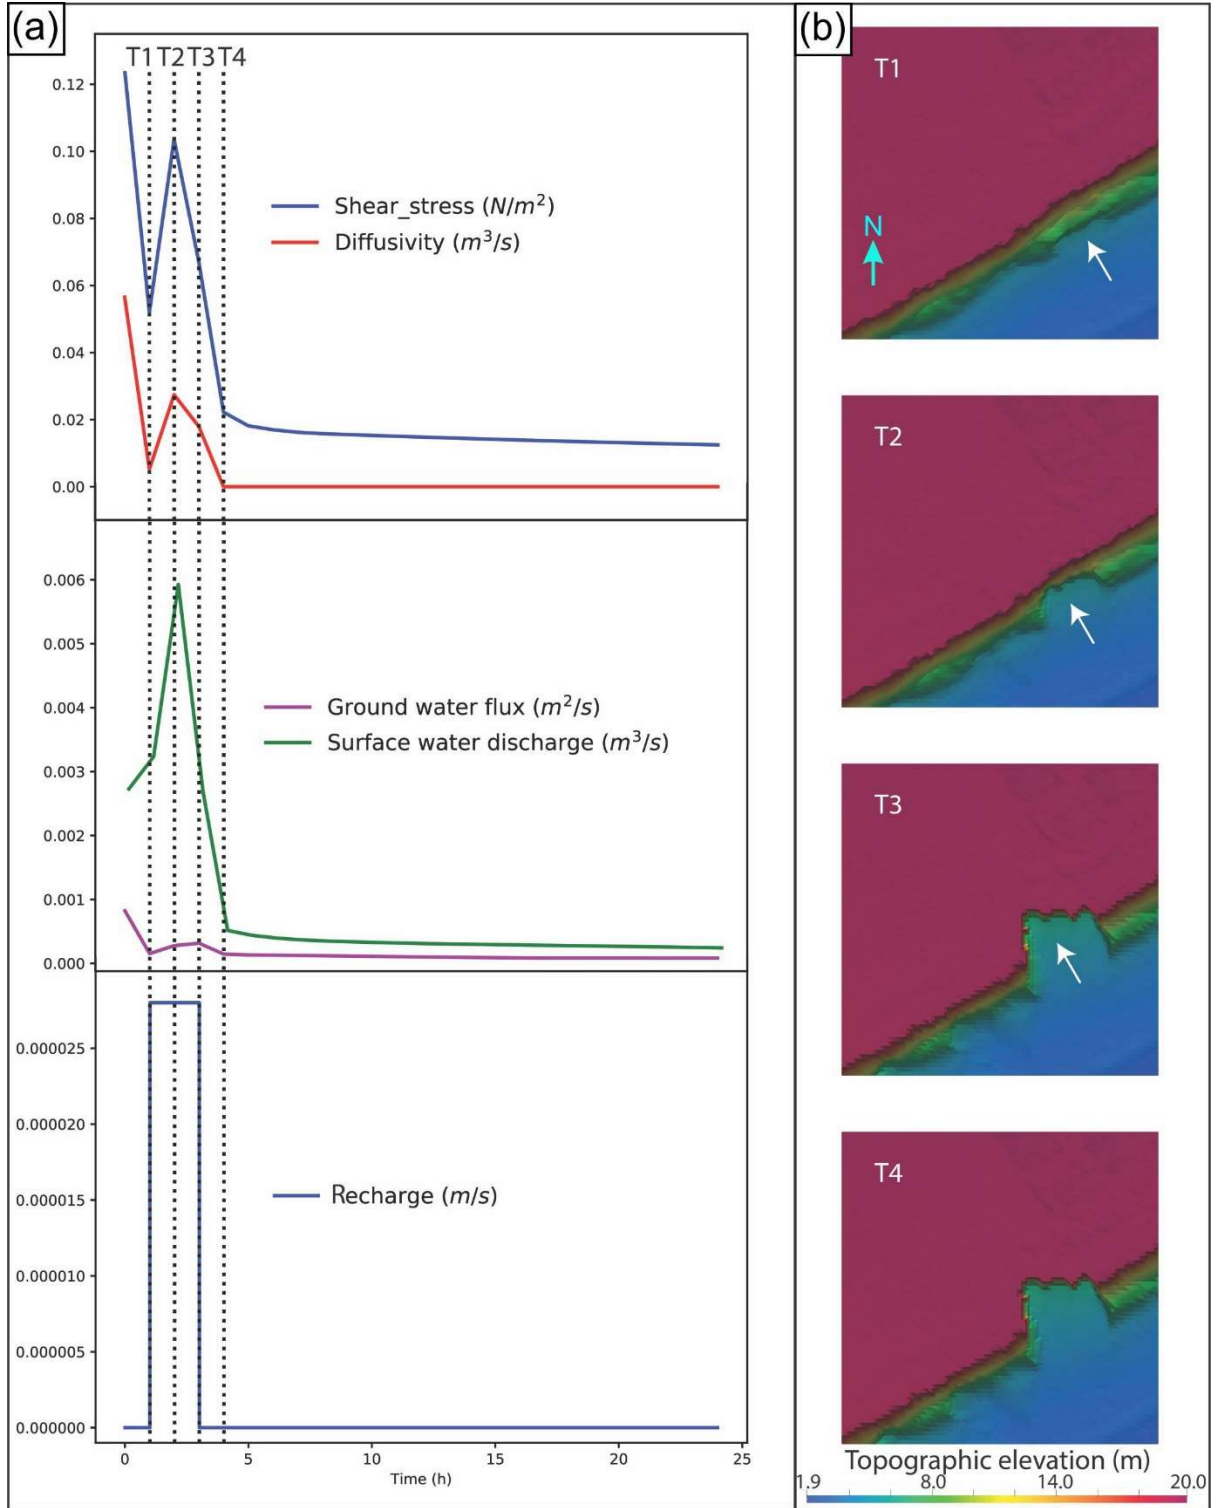 (a)
T1 T2 T3 T4
0.12
0.10
0.08
0.06
0.04
0.02
0.00
Shear_stress (N/m²)
Diffusivity (m³/s)
0.006
0.005
0.004
0.003
0.002
0.001
0.000
Ground water flux (m²/s)
Surface water discharge (m³/s)
0.000025
0.000020
0.000015
0.000010
0.000005
0.000000
Recharge (m/s)
0 5 10 15 20 25
Time (h)
(b)
T1
N
T2
T3
T4
Topographic elevation (m)
1.9 8.0 14.0 20.0